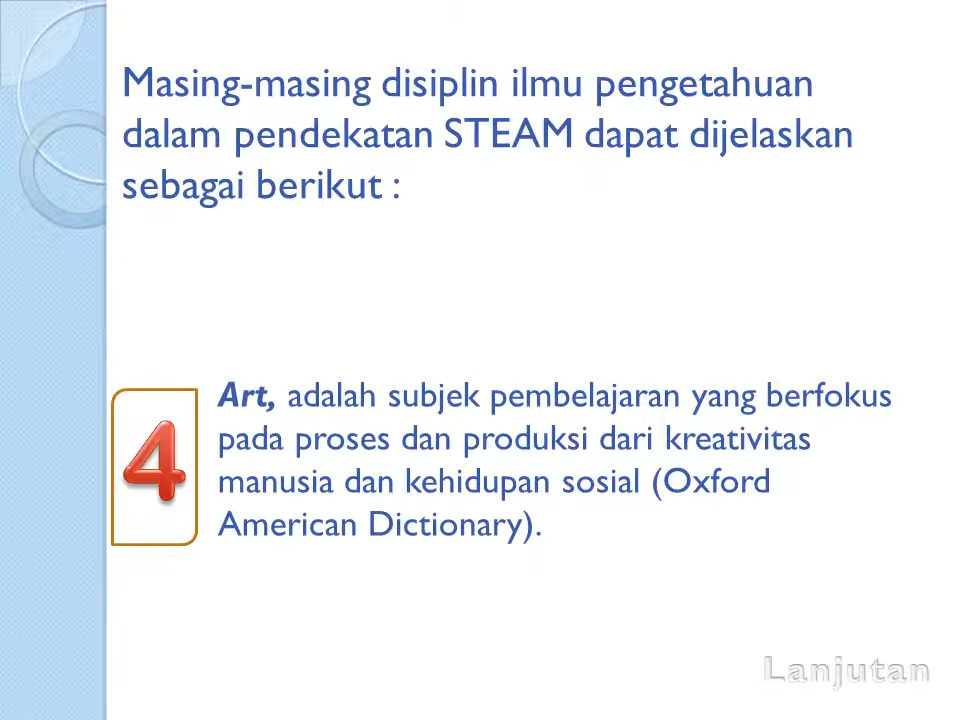 Masing-masing disiplin ilmu pengetahuan
dalam pendekatan STEAM dapat dijelaskan
sebagai berikut :
4
Art, adalah subjek pembelajaran yang berfokus
pada proses dan produksi dari kreativitas
manusia dan kehidupan sosial (Oxford
American Dictionary).
Lanjutan